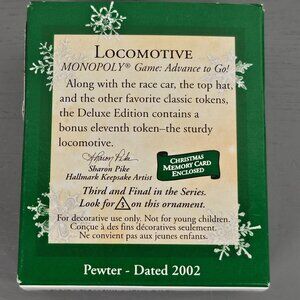 LOCOMOTIVE
MONOPOLY® Game: Advance to Go!
Along with the race car, the top hat,
and the other favorite classic tokens,
the Deluxe Edition contains a
bonus eleventh token–the sturdy
locomotive.
Sharon Pike
Sharon Pike
Hallmark Keepsake Artist
CHRISTMAS
MEMORY CARD
ENCLOSED
Third and Final in the Series.
Look for 3 on this ornament.
For decorative use only. Not for young children.
Conçue à des fins décoratives seulement.
Ne convient pas aux jeunes enfants.
Pewter - Dated 2002